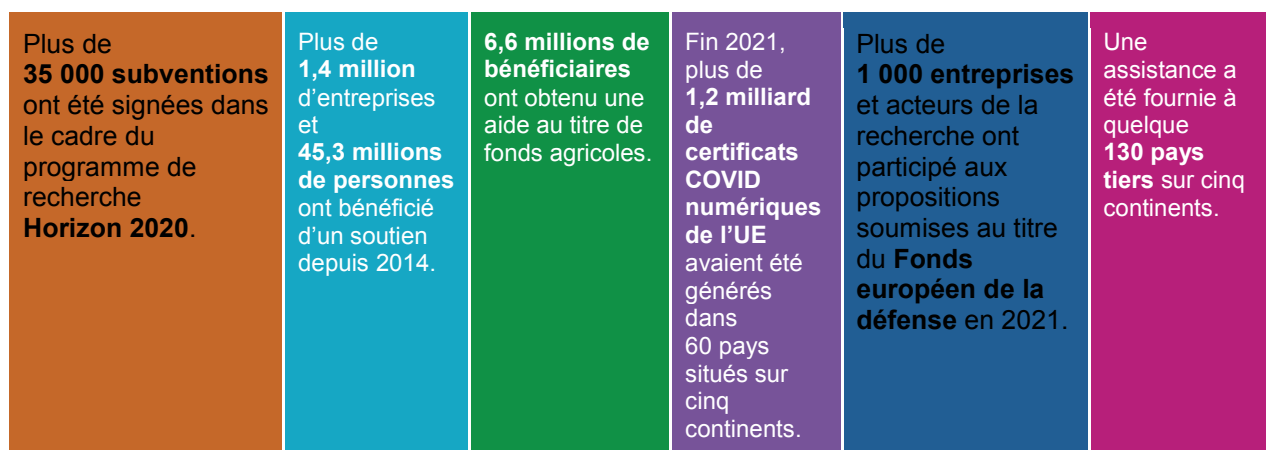 Plus de
35 000 subventions
ont été signées dans
le cadre du
programme de
recherche
Horizon 2020.
Plus de
1,4 million
d’entreprises
et
45,3 millions
de personnes
ont bénéficié
d’un soutien
depuis 2014.
6,6 millions de
bénéficiaires
ont obtenu une
aide au titre de
fonds agricoles.
Fin 2021,
plus de
1,2 milliard
de
certificats
COVID
numériques
de l’UE
avaient été
générés
dans
60 pays
situés sur
cinq
continents.
Plus de
1 000 entreprises
et acteurs de la
recherche ont
participé aux
propositions
soumises au titre
du Fonds
européen de la
défense en 2021.
Une
assistance a
été fournie à
quelque
130 pays
tiers sur cinq
continents.